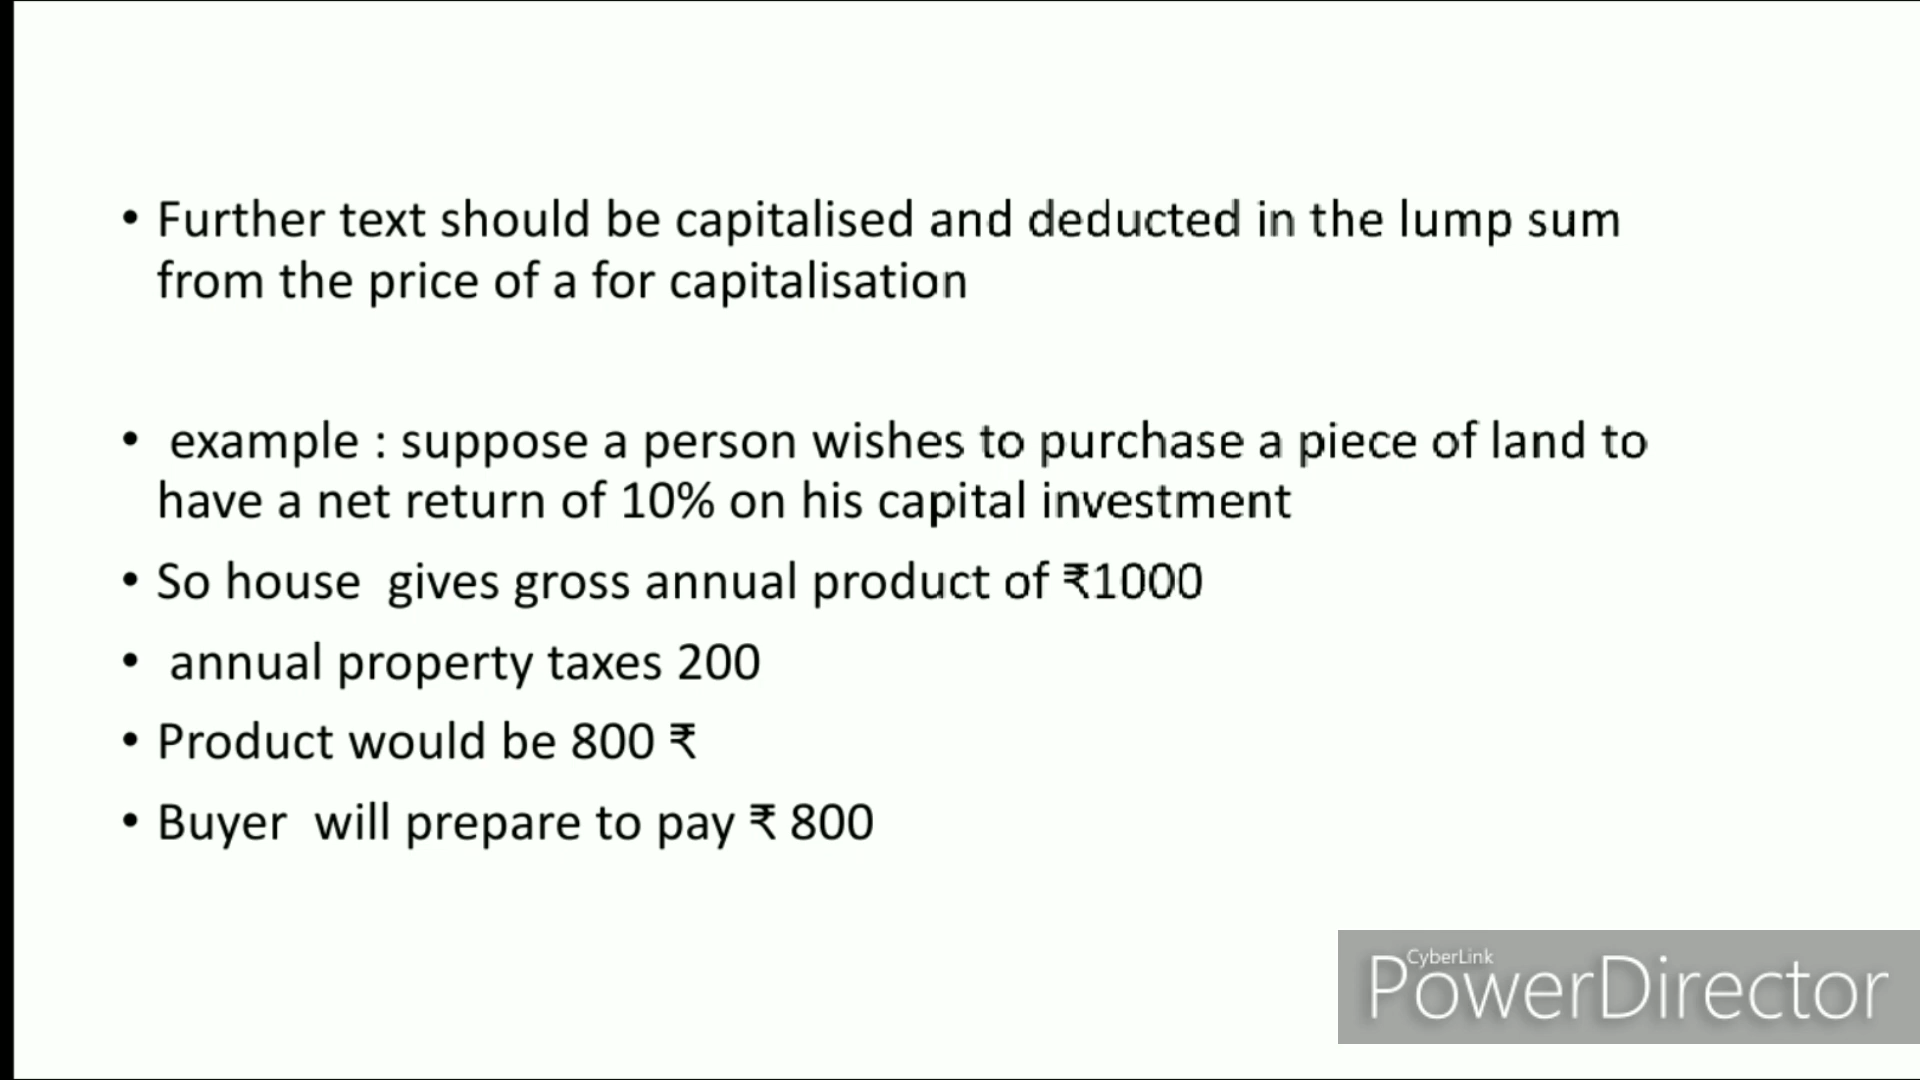 • Further text should be capitalised and deducted in the lump sum
from the price of a for capitalisation
• example : suppose a person wishes to purchase a piece of land to
have a net return of 10% on his capital investment
• So house gives gross annual product of ₹1000
• annual property taxes 200
• Product would be 800 ₹
• Buyer will prepare to pay ₹ 800
CyberLink
PowerDirector